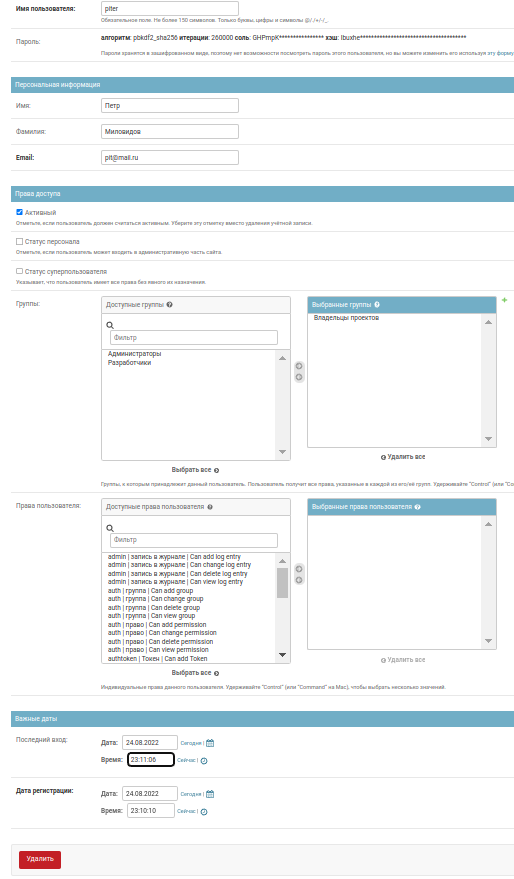 Имя пользователя: piter
Обязательное поле. Не более 150 символов. Только буквы, цифры и символы @/./+/-/_.
Пароль: алгоритм: pbkdf2_sha256 итерации: 260000 соль: GHPmpK**************** хэш: Ibuxhe**************************************
Пароли хранятся в зашифрованном виде, поэтому нет возможности посмотреть пароль этого пользователя, но вы можете изменить его используя эту форму
Персональная информация
Имя: Петр
Фамилия: Миловидов
Email: pit@mail.ru
Права доступа
Активный
Отметьте, если пользователь должен считаться активным. Уберите эту отметку вместо удаления учётной записи.
Статус персонала
Отметьте, если пользователь может входить в административную часть сайта.
Статус суперпользователя
Указывает, что пользователь имеет все права без явного их назначения.
Группы:
Доступные группы
Фильтр
Администраторы
Разработчики
Выбрать все
Выбранные группы
Владельцы проектов
Удалить все
Группы, к которым принадлежит данный пользователь. Пользователь получит все права, указанные в каждой из его/её групп. Удерживайте "Control" (или "Co
Права пользователя:
Доступные права пользователя
Фильтр
admin | запись в журнале | Can add log entry
admin | запись в журнале | Can change log entry
admin | запись в журнале | Can delete log entry
admin | запись в журнале | Can view log entry
auth | группа | Can add group
auth | группа | Can change group
auth | группа | Can delete group
auth | группа | Can view group
auth | право | Can add permission
auth | право | Can change permission
auth | право | Can delete permission
auth | право | Can view permission
authtoken | Токен | Can add Token
Выбрать все
Выбранные права пользователя
Удалить все
Индивидуальные права данного пользователя. Удерживайте "Control" (или "Command" на Mac), чтобы выбрать несколько значений.
Важные даты
Последний вход:
Дата: 24.08.2022 Сегодня |
Время: 23:11:06 Сейчас |
Дата регистрации:
Дата: 24.08.2022 Сегодня |
Время: 23:10:10 Сейчас |
Удалить